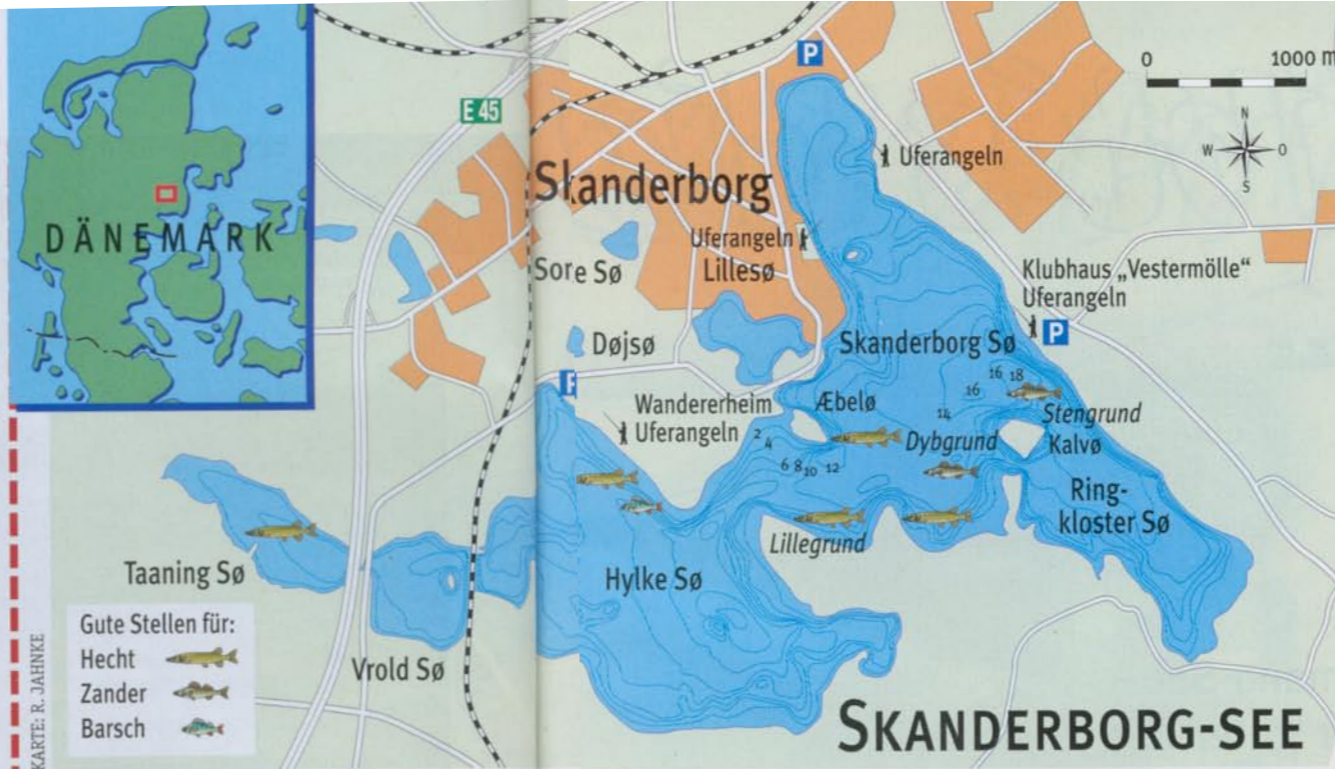 DÄNEMARK
E 45
P
0 1000 m
N
W O
S
Skanderborg
Uferangeln
Uferangeln
Lillesø
Sore Sø
Døjsø
Klubhaus „Vestermölle“
Uferangeln
P
Skanderborg Sø
16 18
16
14
P
Wandererheim
Uferangeln
Æbelø
2
4
6 8 10 12
Dybgrund
Stengrund
Kalvø
Ring-
kloster Sø
Lillegrund
Taaning Sø
Hylke Sø
Vrold Sø
Gute Stellen für:
Hecht
Zander
Barsch
KARTE: R. JAHNKE
SKANDERBORG-SEE